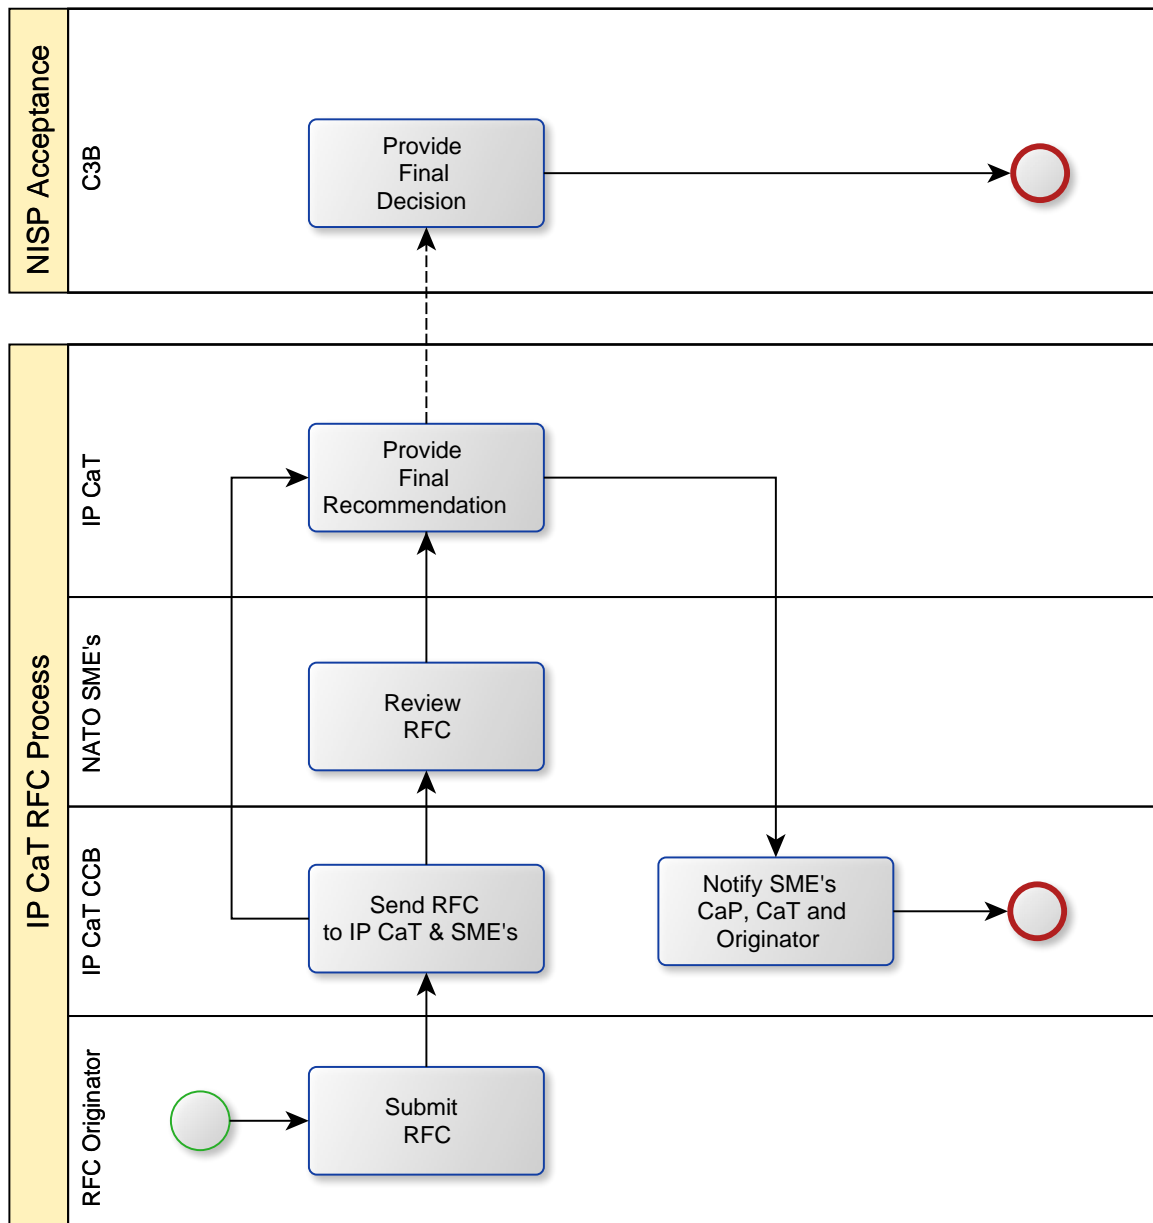 NISP Acceptance
C3B
Provide
Final
Decision
IP CaT RFC Process
IP CaT
Provide
Final
Recommendation
NATO SME's
Review
RFC
IP CaT CCB
Send RFC
to IP CaT & SME's
Notify SME's
CaP, CaT and
Originator
RFC Originator
Submit
RFC